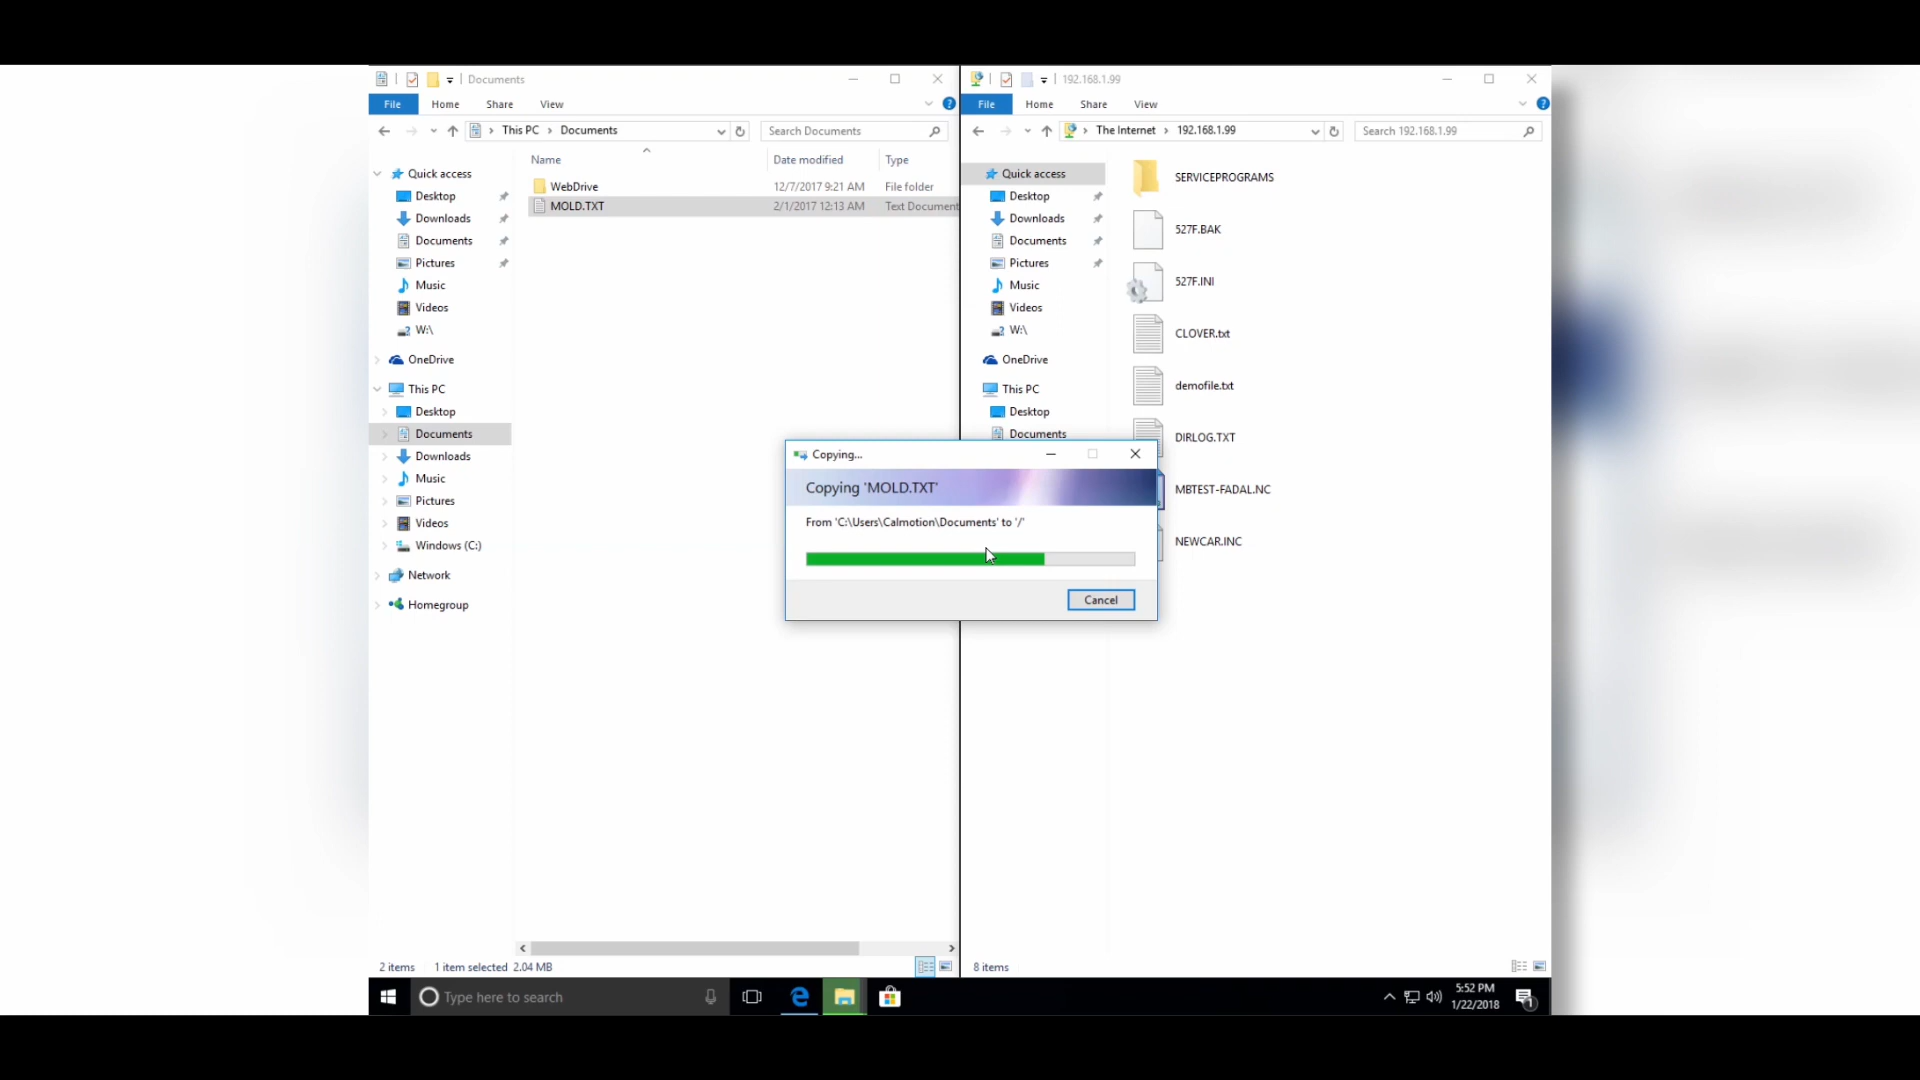 Documents
File Home Share View
This PC > Documents
Search Documents
Quick access
Desktop
Downloads
Documents
Pictures
Music
Videos
W:\
OneDrive
This PC
Desktop
Documents
Downloads
Music
Pictures
Videos
Windows (C:)
Network
Homegroup
Name Date modified Type
WebDrive 12/7/2017 9:21 AM File folder
MOLD.TXT 2/1/2017 12:13 AM Text Document
2 items 1 item selected 2.04 MB
192.168.1.99
File Home Share View
The Internet > 192.168.1.99
Search 192.168.1.99
Quick access
Desktop
Downloads
Documents
Pictures
Music
Videos
W:\
OneDrive
This PC
Desktop
Documents
SERVICEPROGRAMS
527F.BAK
527F.INI
CLOVER.txt
demofile.txt
DIRLOG.TXT
MBTEST-FADAL.NC
NEWCAR.INC
8 items
Copying...
Copying 'MOLD.TXT'
From 'C:\Users\Calmotion\Documents' to '/'
Cancel
Type here to search
5:52 PM
1/22/2018
1